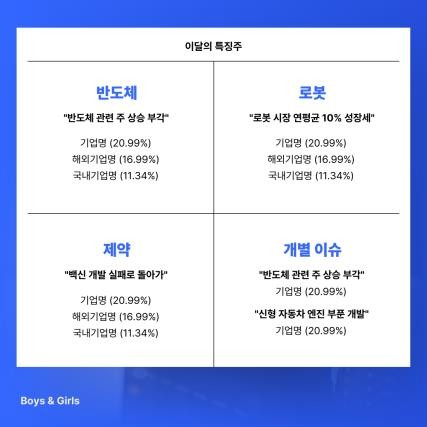 이달의 특징주
반도체
"반도체 관련 주 상승 부각"
기업명 (20.99%)
해외기업명 (16.99%)
국내기업명 (11.34%)
로봇
"로봇 시장 연평균 10% 성장세"
기업명 (20.99%)
해외기업명 (16.99%)
국내기업명 (11.34%)
제약
"백신 개발 실패로 돌아가"
기업명 (20.99%)
해외기업명 (16.99%)
국내기업명 (11.34%)
개별 이슈
"반도체 관련 주 상승 부각"
기업명 (20.99%)
"신형 자동차 엔진 부푼 개발"
기업명 (20.99%)
Boys & Girls